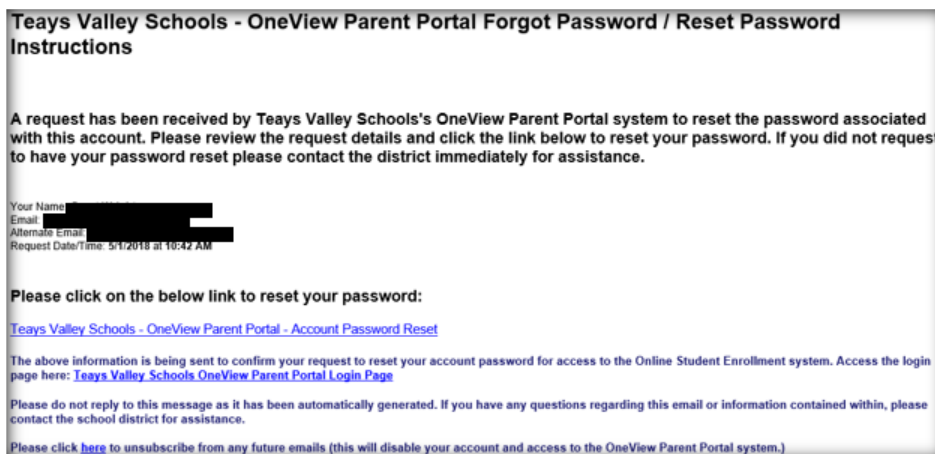 Teays Valley Schools - OneView Parent Portal Forgot Password / Reset Password
Instructions
A request has been received by Teays Valley Schools's OneView Parent Portal system to reset the password associated
with this account. Please review the request details and click the link below to reset your password. If you did not request
to have your password reset please contact the district immediately for assistance.
Your Name:
Email:
Alternate Email:
Request Date/Time: 5/1/2018 at 10:42 AM
Please click on the below link to reset your password:
Teays Valley Schools - OneView Parent Portal - Account Password Reset
The above information is being sent to confirm your request to reset your account password for access to the Online Student Enrollment system. Access the login
page here: Teays Valley Schools OneView Parent Portal Login Page
Please do not reply to this message as it has been automatically generated. If you have any questions regarding this email or information contained within, please
contact the school district for assistance.
Please click here to unsubscribe from any future emails (this will disable your account and access to the OneView Parent Portal system.)